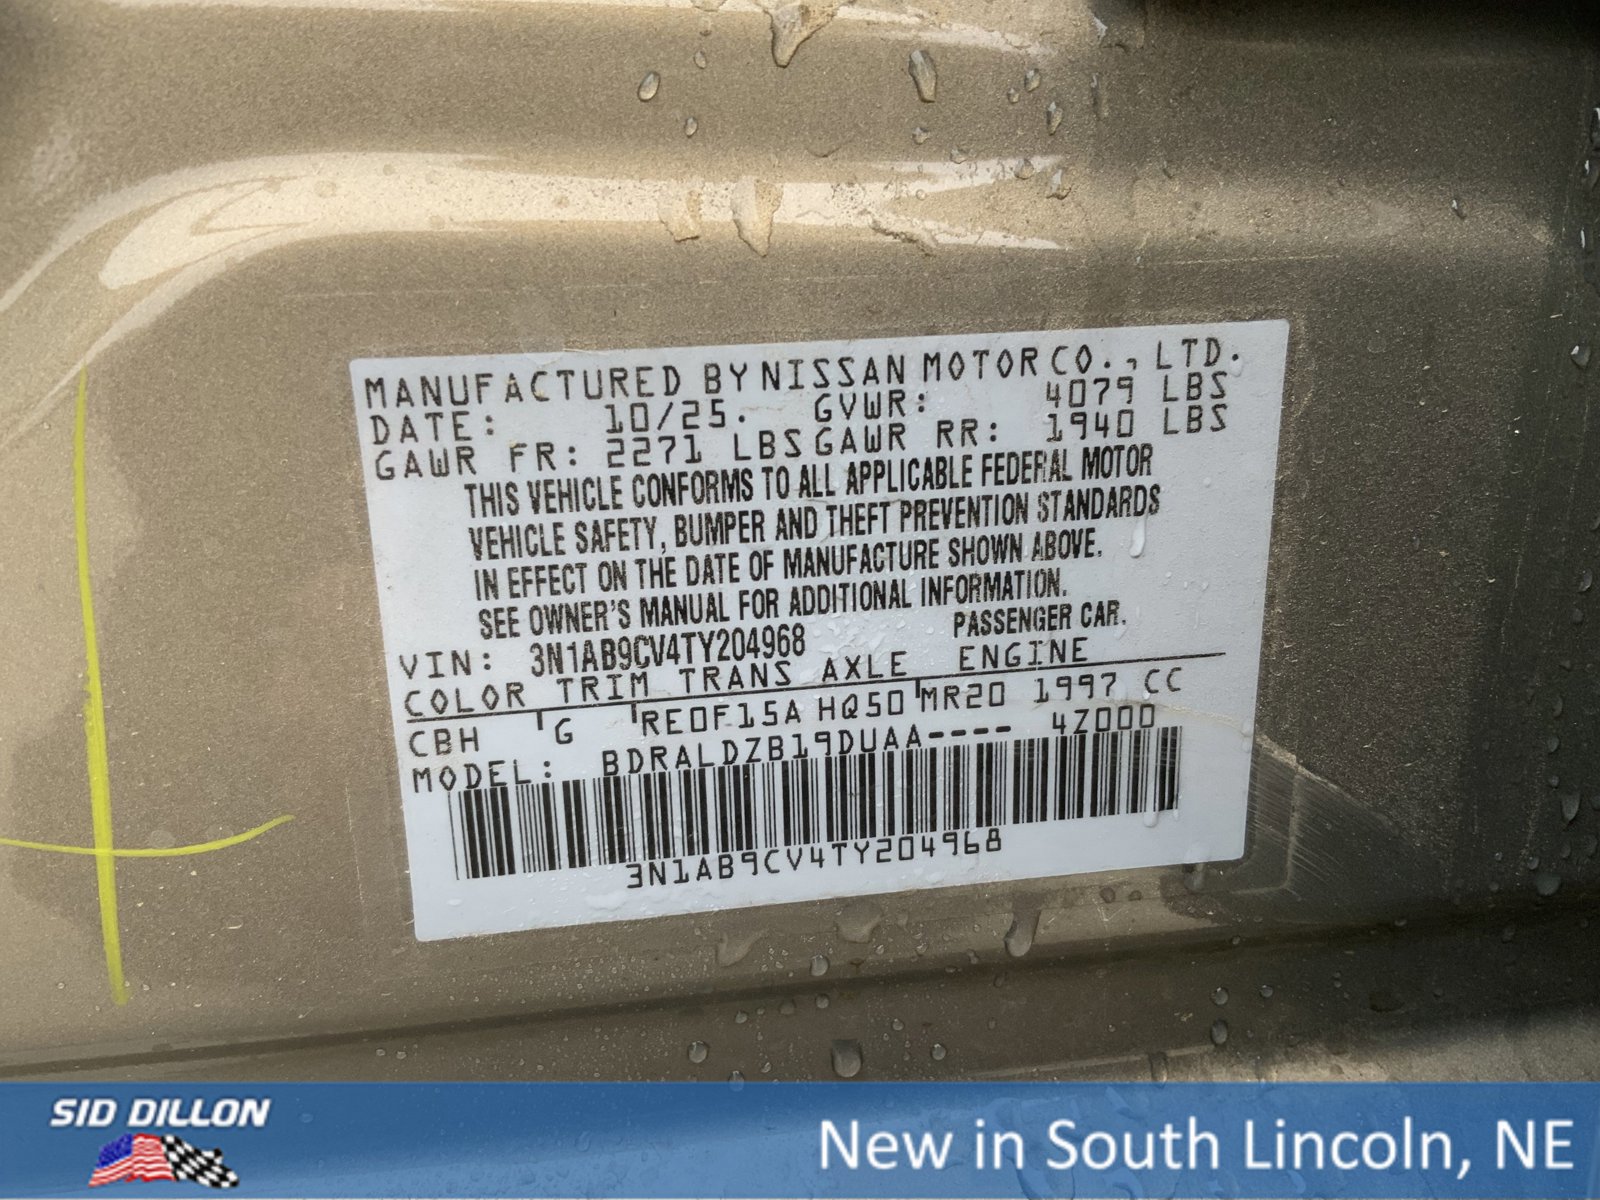 MANUFACTURED BY NISSAN MOTOR CO., LTD.
DATE: 10/25. GVWR: 4079 LBS
GAWR FR: 2271 LBS GAWR RR: 1940 LBS
THIS VEHICLE CONFORMS TO ALL APPLICABLE FEDERAL MOTOR
VEHICLE SAFETY, BUMPER AND THEFT PREVENTION STANDARDS
IN EFFECT ON THE DATE OF MANUFACTURE SHOWN ABOVE.
SEE OWNER'S MANUAL FOR ADDITIONAL INFORMATION.
VIN: 3N1AB9CV4TY204968 PASSENGER CAR.
COLOR TRIM TRANS AXLE ENGINE
CBH G RE0F15A HQ50 MR20 1997 CC
MODEL: BDRALDZB19DUAA---- 4Z000
3N1AB9CV4TY204968
SID DILLON
New in South Lincoln, NE